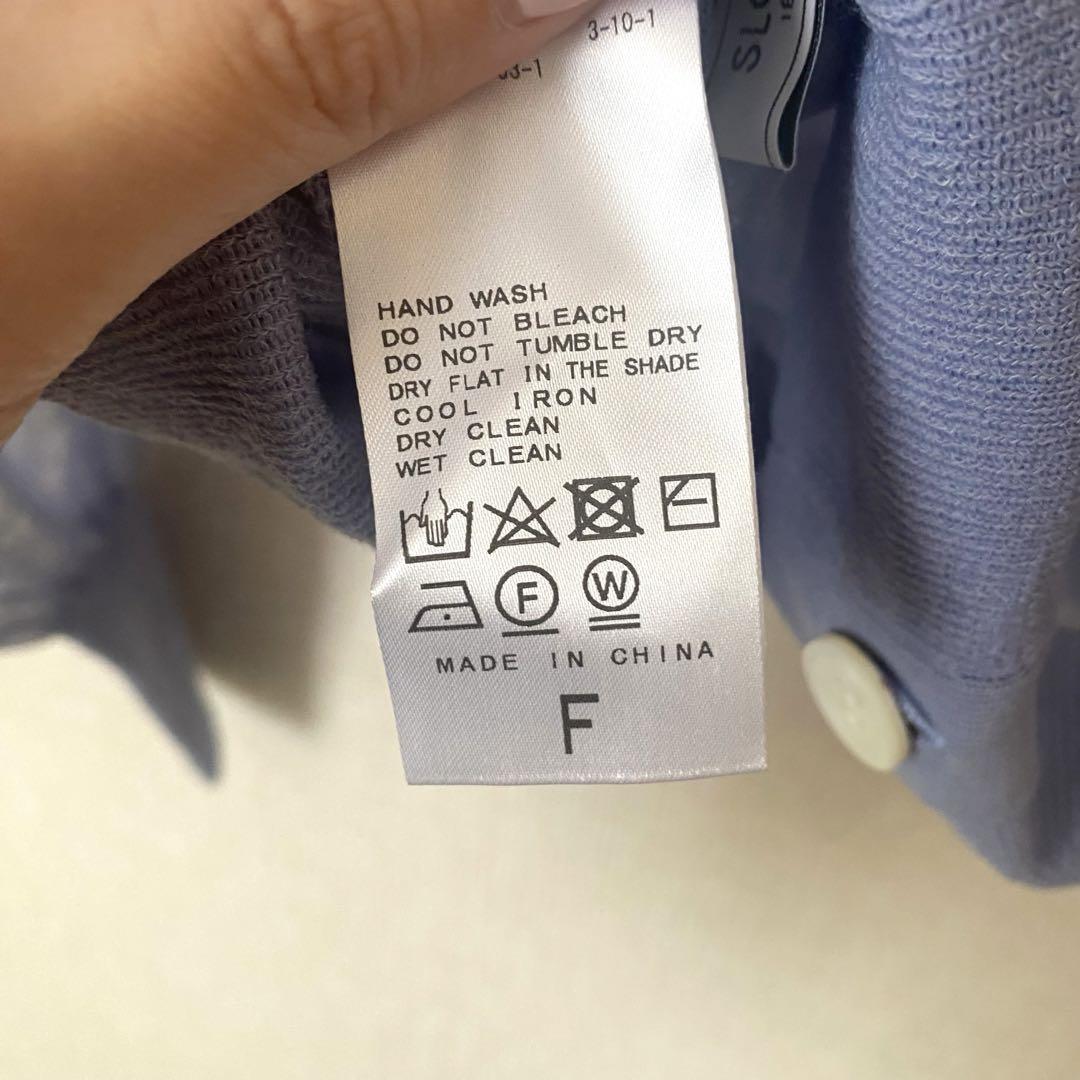 3-10-1
HAND WASH
DO NOT BLEACH
DO NOT TUMBLE DRY
DRY FLAT IN THE SHADE
COOL IRON
DRY CLEAN
WET CLEAN
F W
MADE IN CHINA
F